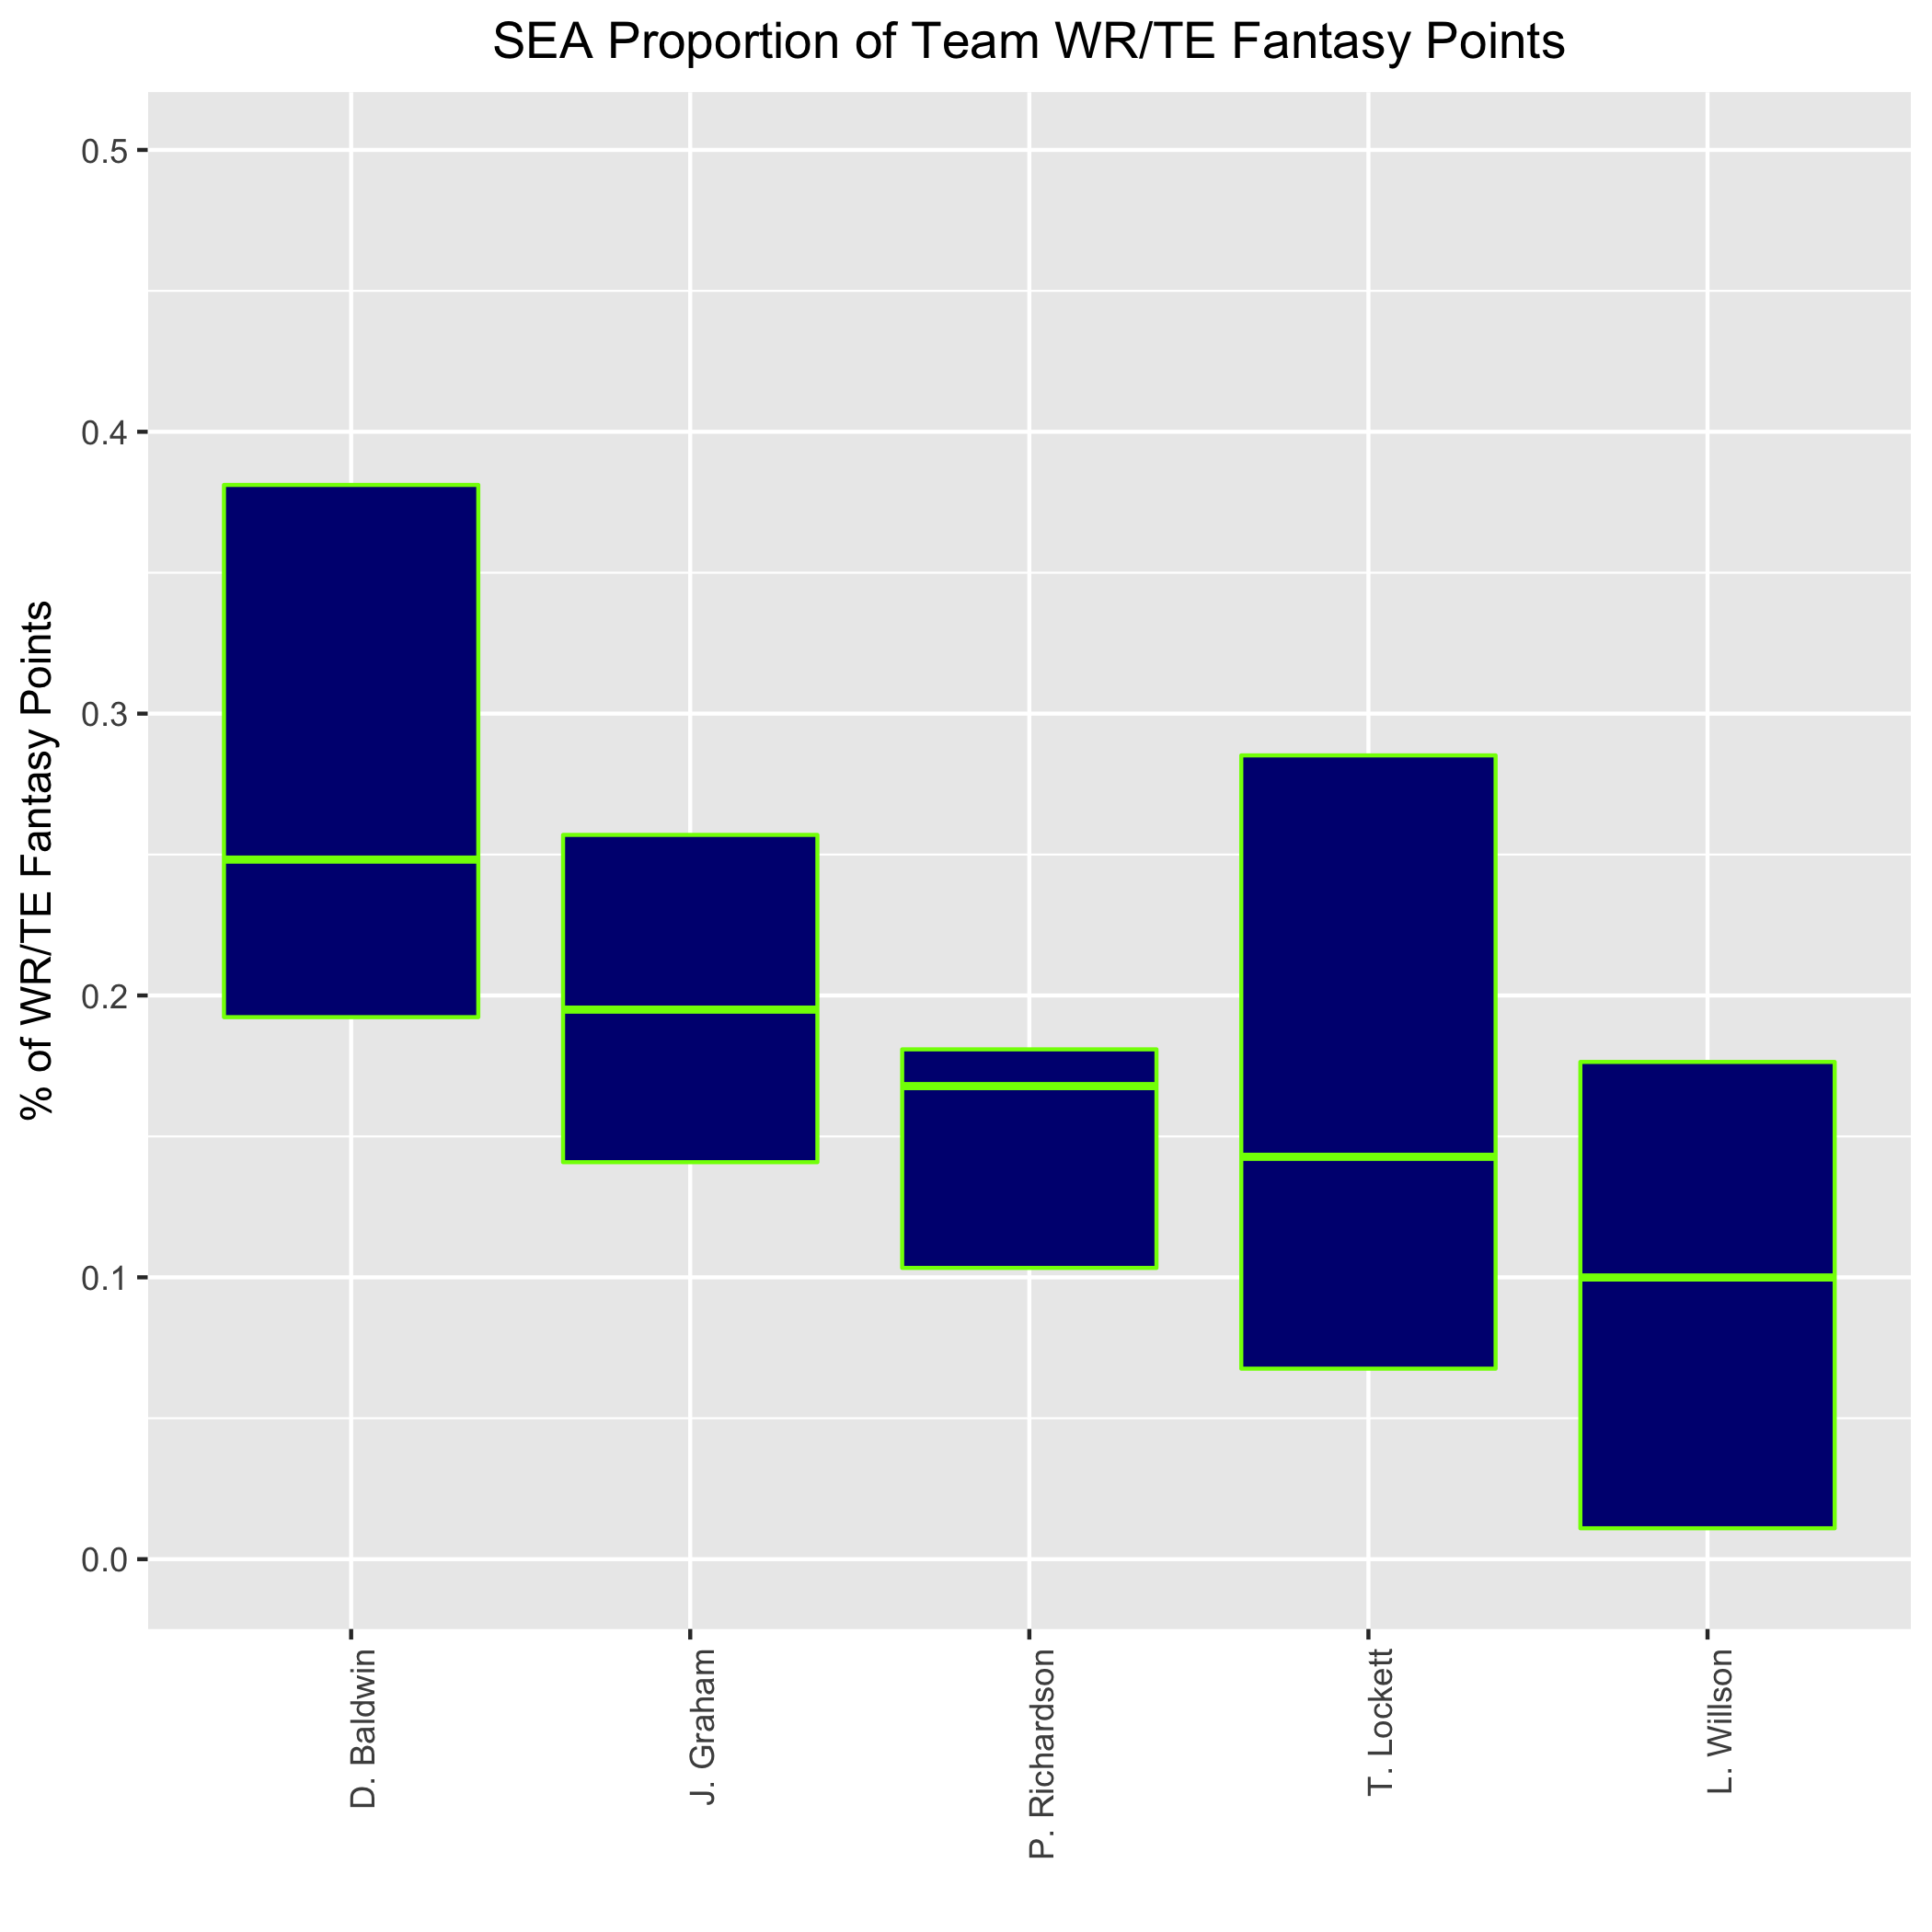 SEA Proportion of Team WR/TE Fantasy Points
% of WR/TE Fantasy Points
0.5
0.4
0.3
0.2
0.1
0.0
D. Baldwin
J. Graham
P. Richardson
T. Lockett
L. Willson